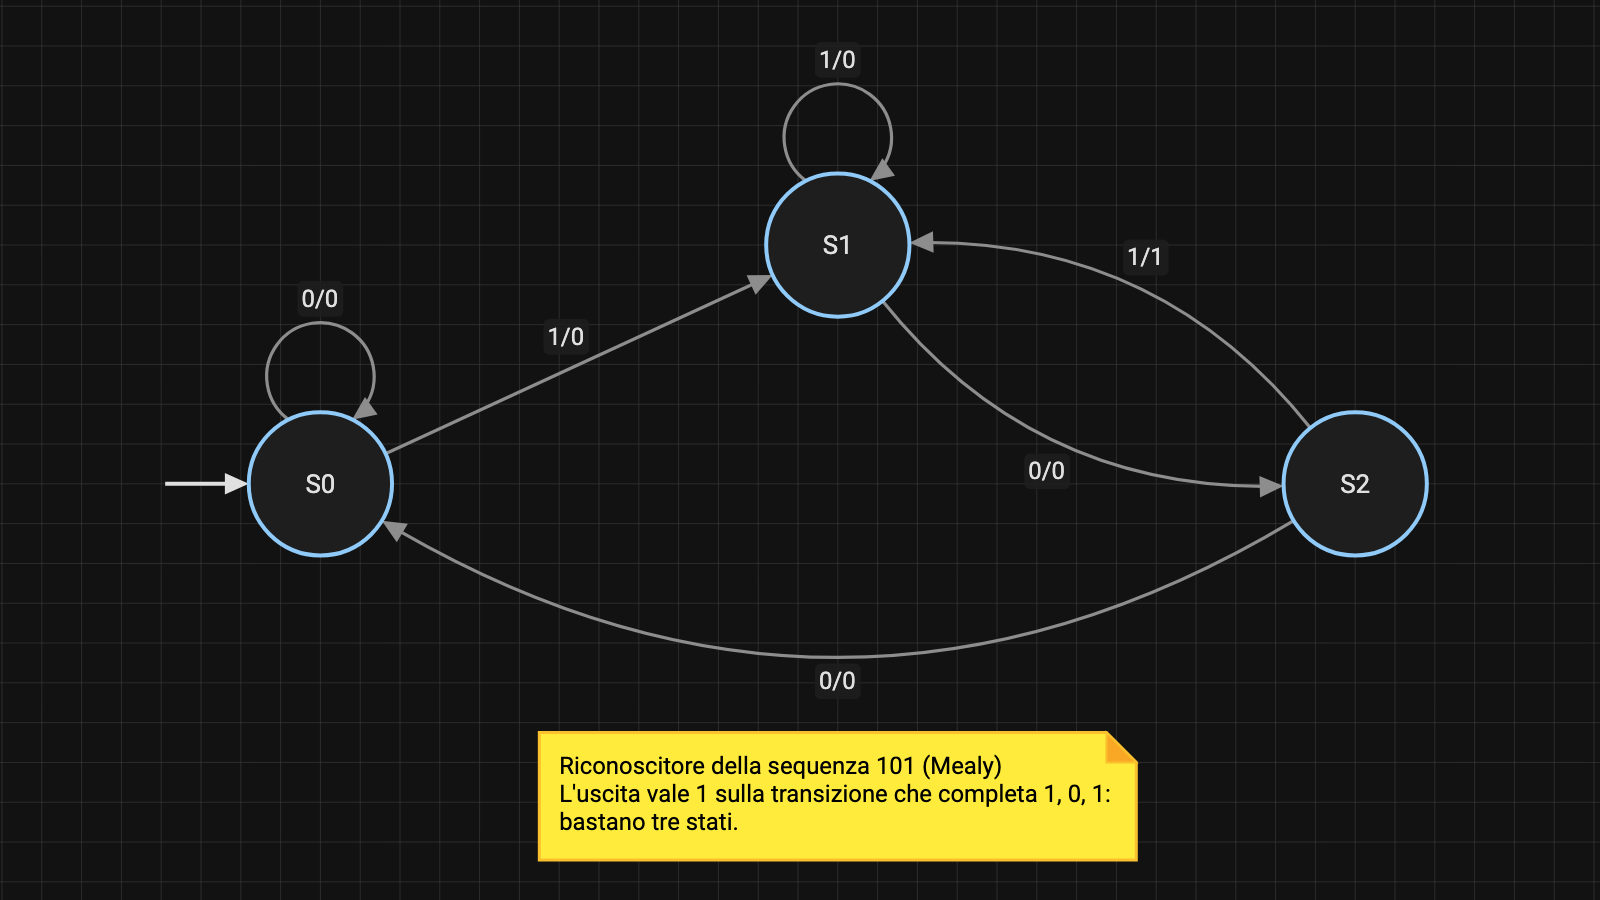 1/0
S1
1/1
0/0
1/0
S0
0/0
S2
0/0
Riconoscitore della sequenza 101 (Mealy)
L'uscita vale 1 sulla transizione che completa 1, 0, 1:
bastano tre stati.